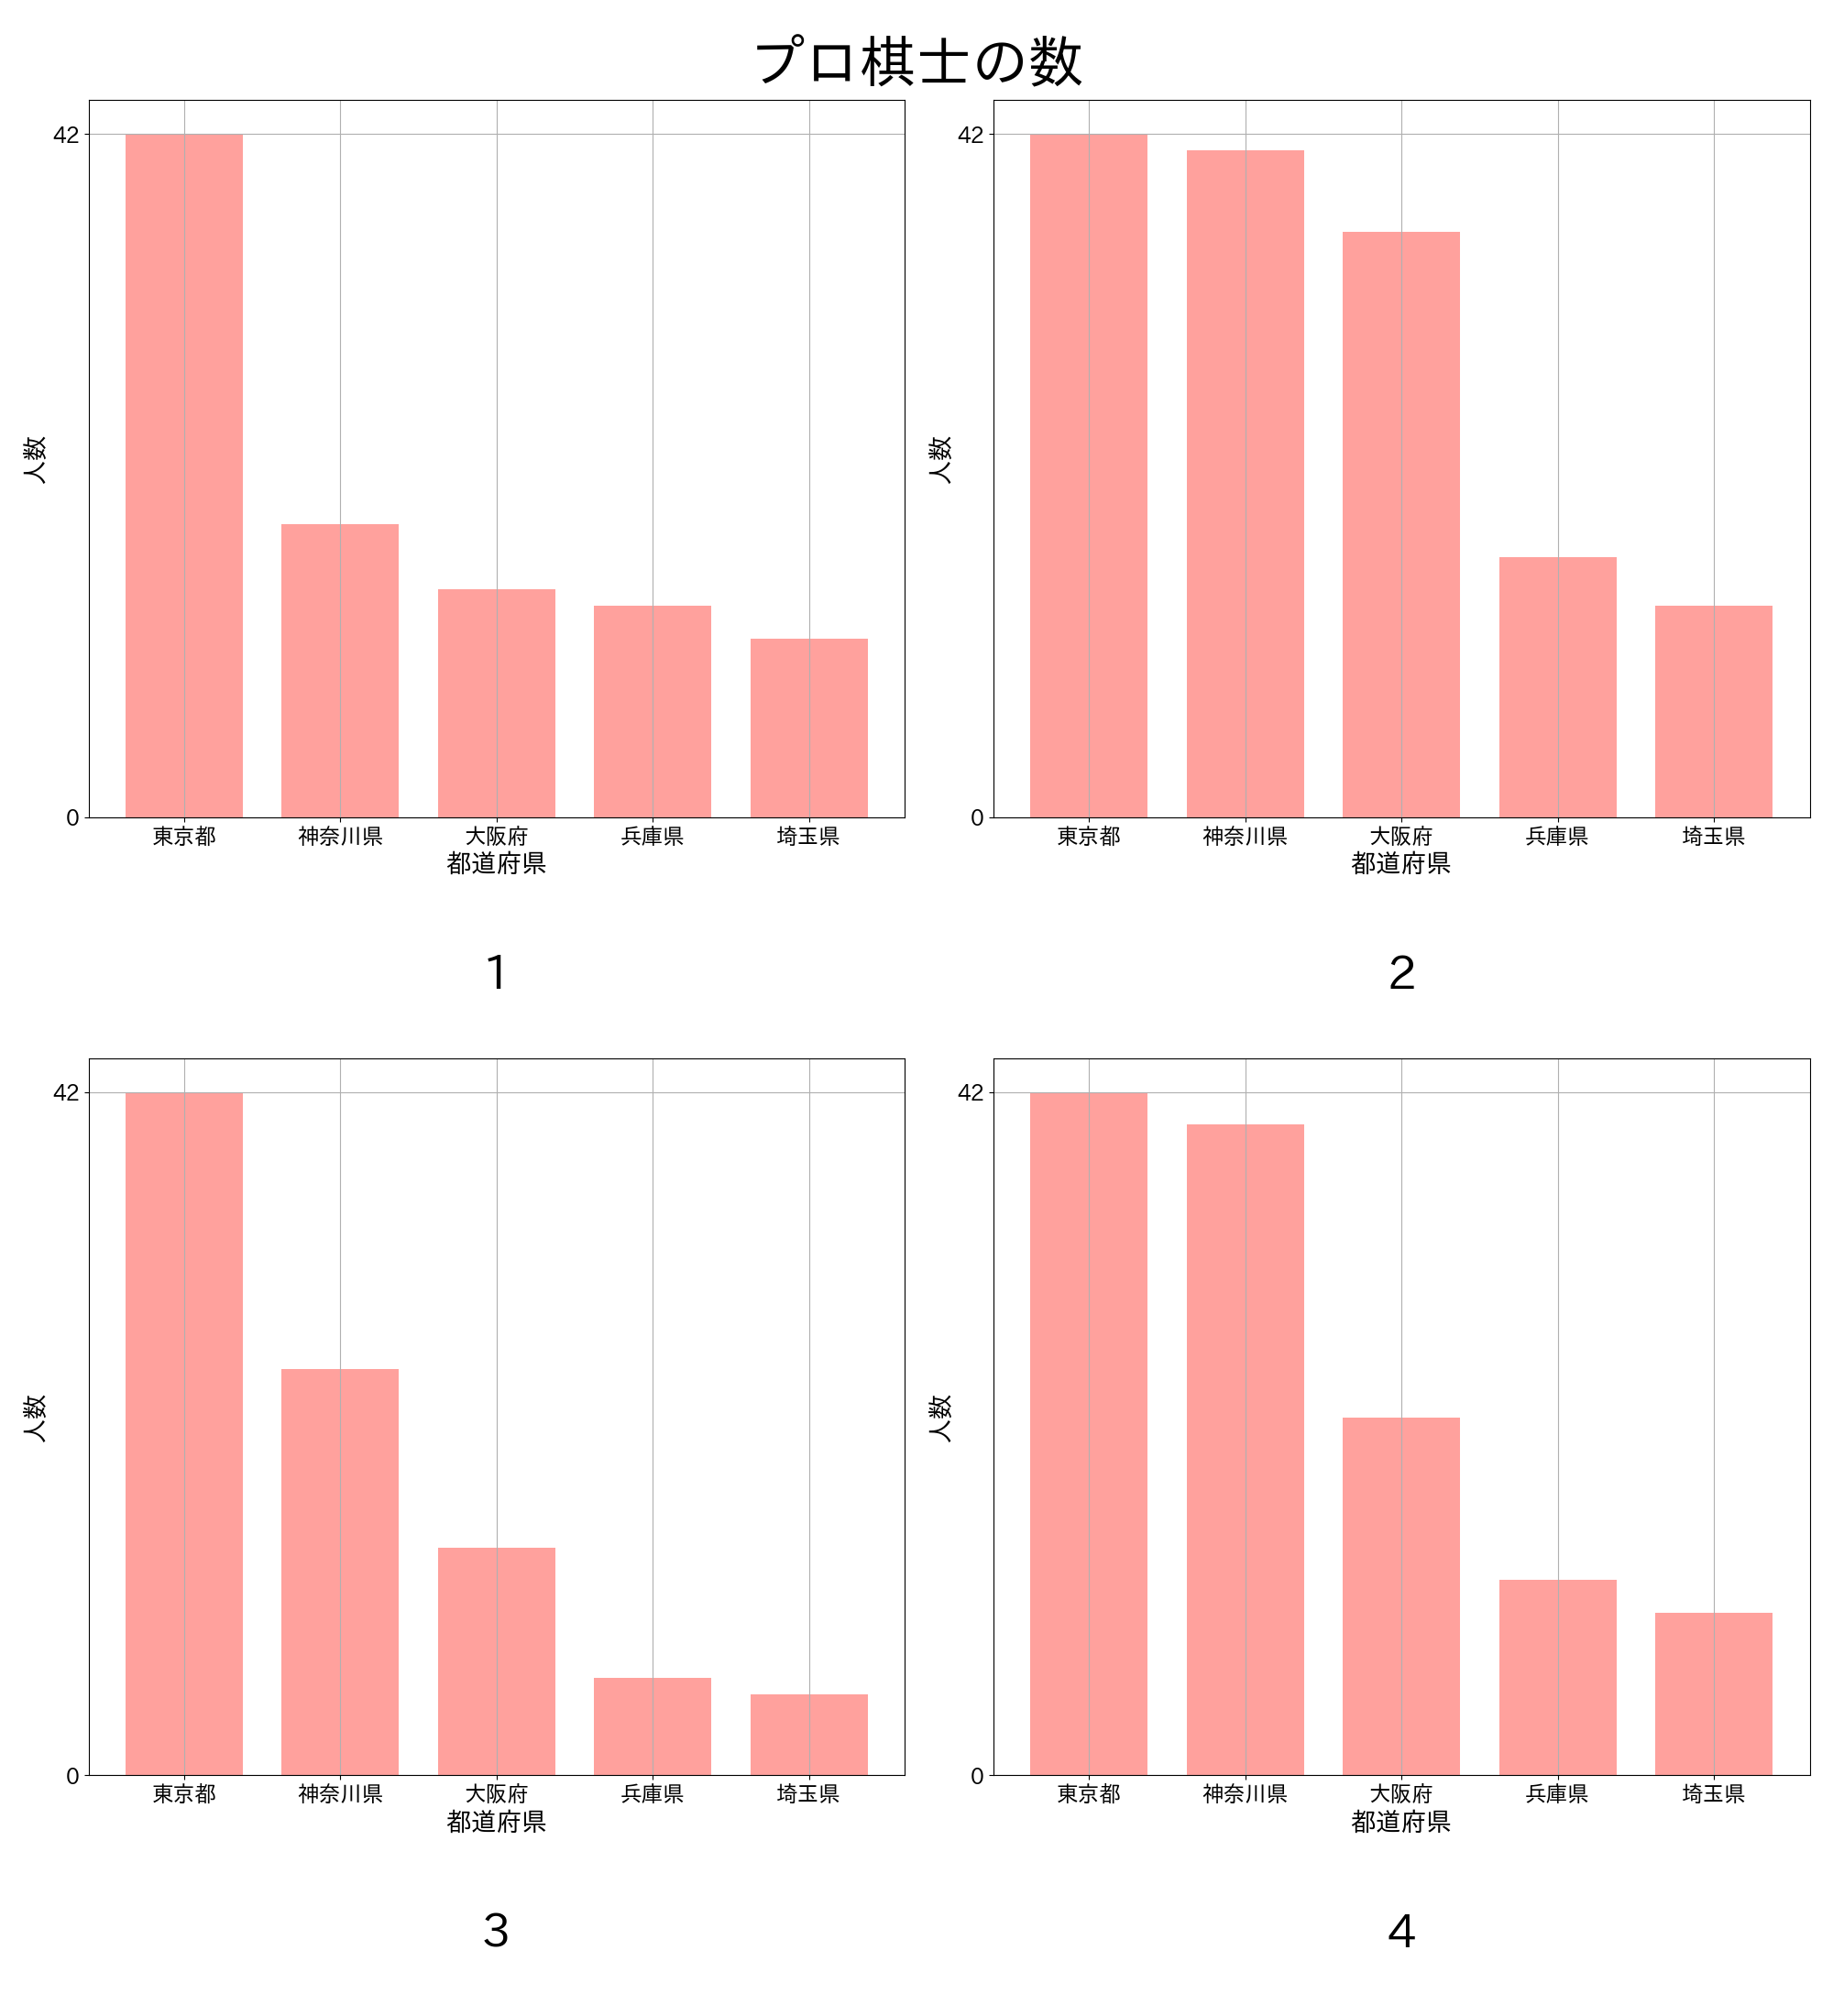 プロ棋士の数
42
0
人数
東京都 神奈川県 大阪府 兵庫県 埼玉県
都道府県
1
42
0
人数
東京都 神奈川県 大阪府 兵庫県 埼玉県
都道府県
2
42
0
人数
東京都 神奈川県 大阪府 兵庫県 埼玉県
都道府県
3
42
0
人数
東京都 神奈川県 大阪府 兵庫県 埼玉県
都道府県
4